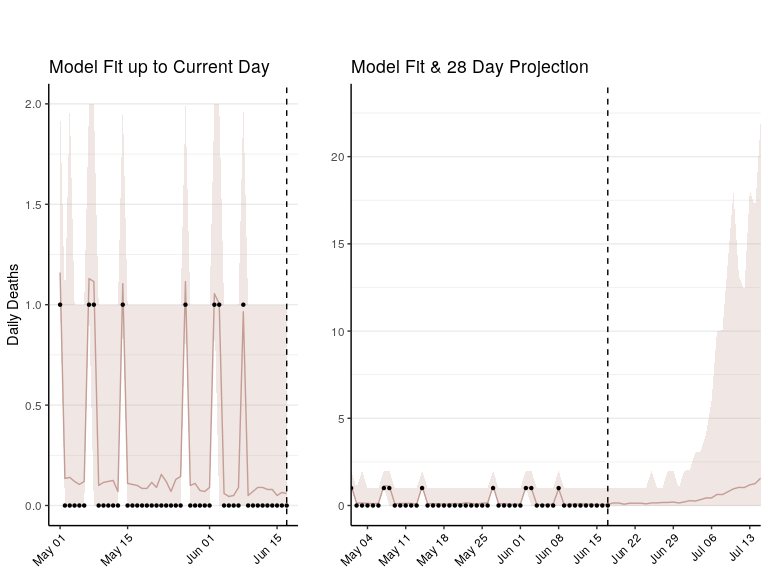 Model Fit up to Current Day
Model Fit & 28 Day Projection
Daily Deaths
2.0
1.5
1.0
0.5
0.0
May 01
May 15
Jun 01
Jun 15
20
15
10
5
0
May 04
May 11
May 18
May 25
Jun 01
Jun 08
Jun 15
Jun 22
Jun 29
Jul 06
Jul 13